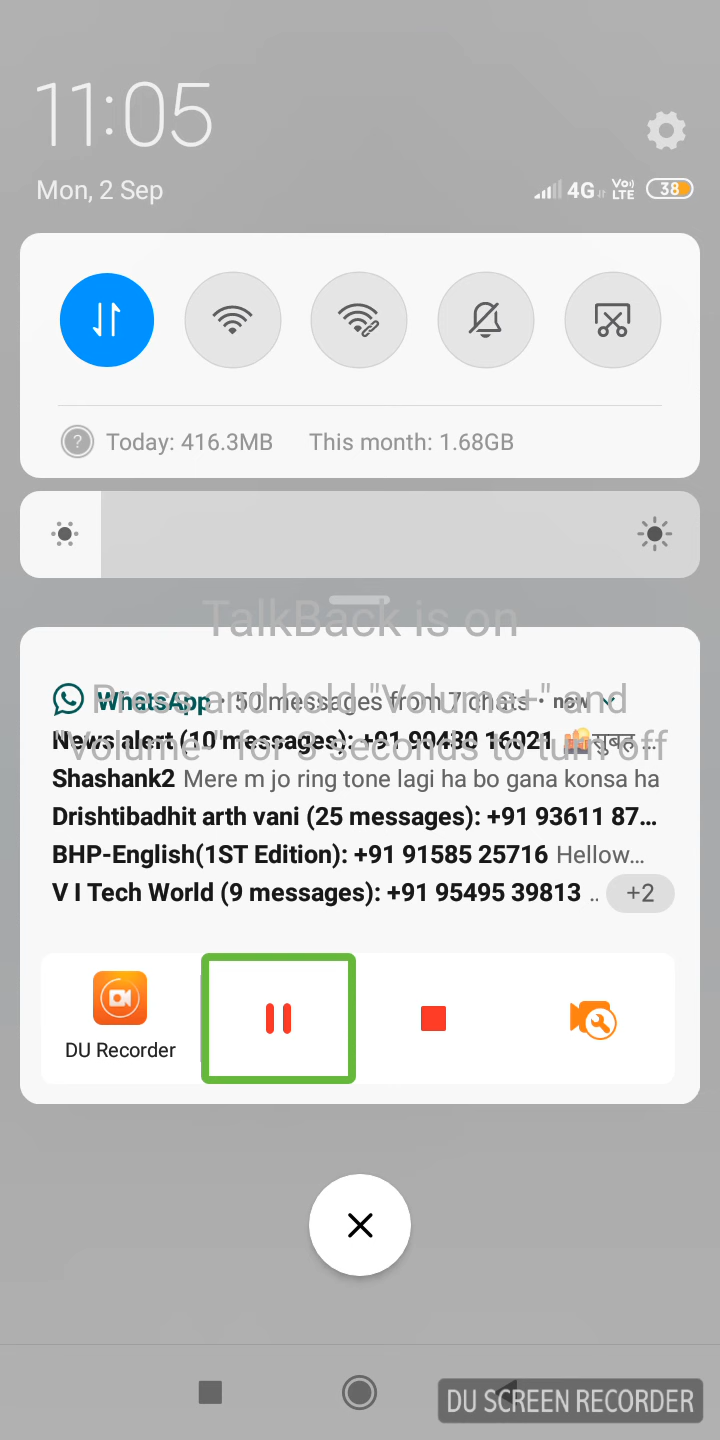 11:05
Mon, 2 Sep
4G VoLTE 38
Today: 416.3MB This month: 1.68GB
TalkBack is on
Press and hold "Volume+" and
"Volume-" for 3 seconds to turn off
WhatsApp • 50 messages from 7 chats • now
News alert (10 messages): +91 90430 16021 सुबह ...
Shashank2 Mere m jo ring tone lagi ha bo gana konsa ha
Drishtibadhit arth vani (25 messages): +91 93611 87...
BHP-English(1ST Edition): +91 91585 25716 Hellow...
V I Tech World (9 messages): +91 95495 39813 .. +2
DU Recorder
DU SCREEN RECORDER